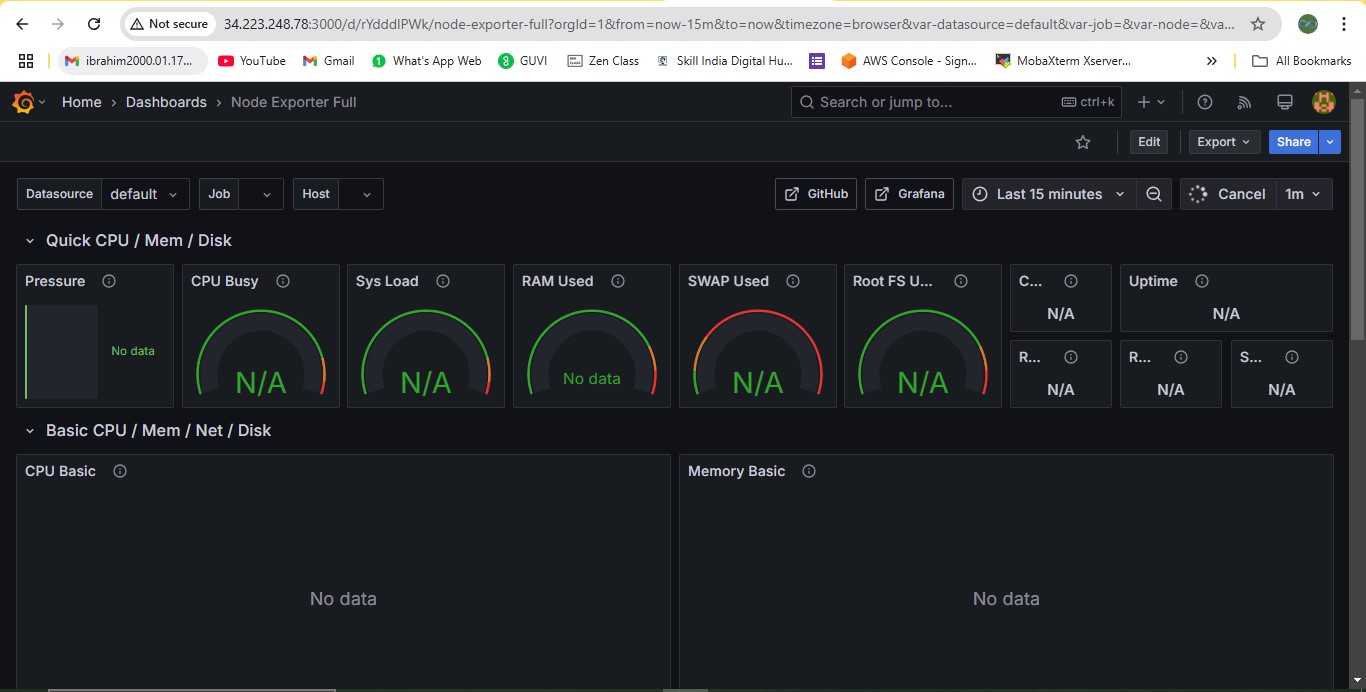 Not secure 34.223.248.78:3000/d/rYdddlPWk/node-exporter-full?orgId=1&from=now-15m&to=now&timezone=browser&var-datasource=default&var-job=&var-node=&va...
ibrahim2000.01.17... YouTube Gmail What's App Web GUVI Zen Class Skill India Digital Hu... AWS Console - Sign... MobaXterm Xserver... » All Bookmarks
Home › Dashboards › Node Exporter Full Search or jump to... ctrl+k
Edit Export Share
Datasource default Job Host GitHub Grafana Last 15 minutes Cancel 1m
Quick CPU / Mem / Disk
Pressure CPU Busy Sys Load RAM Used SWAP Used Root FS U... C... Uptime
N/A N/A
No data
R... R... S...
N/A N/A No data N/A N/A N/A N/A N/A
Basic CPU / Mem / Net / Disk
CPU Basic Memory Basic
No data No data